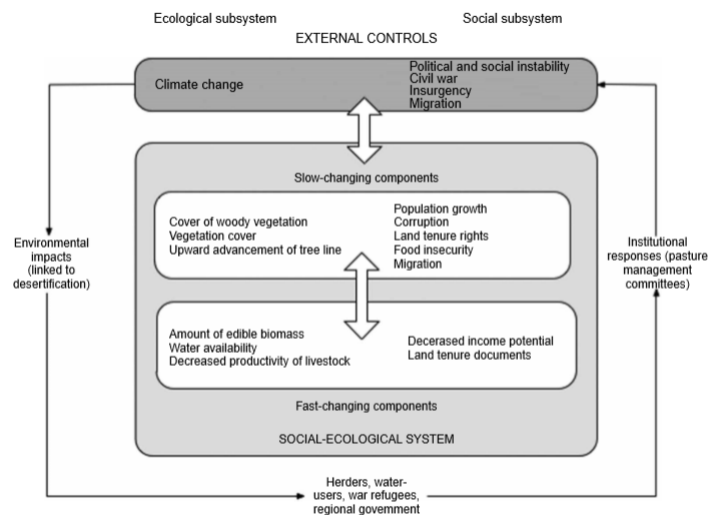 Ecological subsystem
Social subsystem
EXTERNAL CONTROLS
Climate change
Political and social instability
Civil war
Insurgency
Migration
Slow-changing components
Cover of woody vegetation
Vegetation cover
Upward advancement of tree line
Population growth
Corruption
Land tenure rights
Food insecurity
Migration
Environmental
impacts
(linked to
desertification)
Institutional
responses (pasture
management
committees)
Amount of edible biomass
Water availability
Decreased productivity of livestock
Decerased income potential
Land tenure documents
Fast-changing components
SOCIAL-ECOLOGICAL SYSTEM
Herders, water-
users, war refugees,
regional government